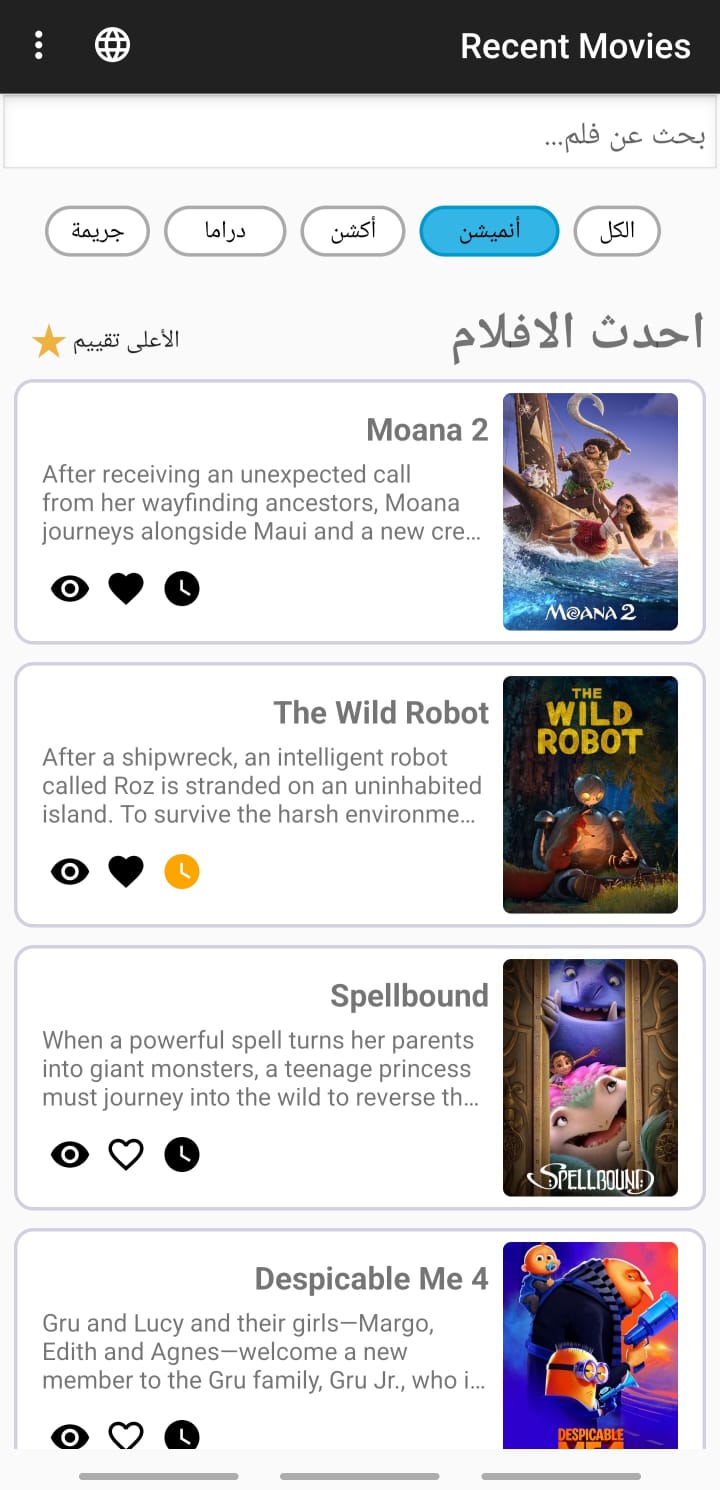 Recent Movies
بحث عن فلم...
الكل
أنميشن
أكشن
دراما
جريمة
احدث الافلام
الأعلى تقييم
Moana 2
After receiving an unexpected call
from her wayfinding ancestors, Moana
journeys alongside Maui and a new cre...
MOANA 2
The Wild Robot
After a shipwreck, an intelligent robot
called Roz is stranded on an uninhabited
island. To survive the harsh environme...
THE
WILD
ROBOT
Spellbound
When a powerful spell turns her parents
into giant monsters, a teenage princess
must journey into the wild to reverse th...
SPELLBOUND
Despicable Me 4
Gru and Lucy and their girls—Margo,
Edith and Agnes—welcome a new
member to the Gru family, Gru Jr., who i...
DESPICABLE
ME 4